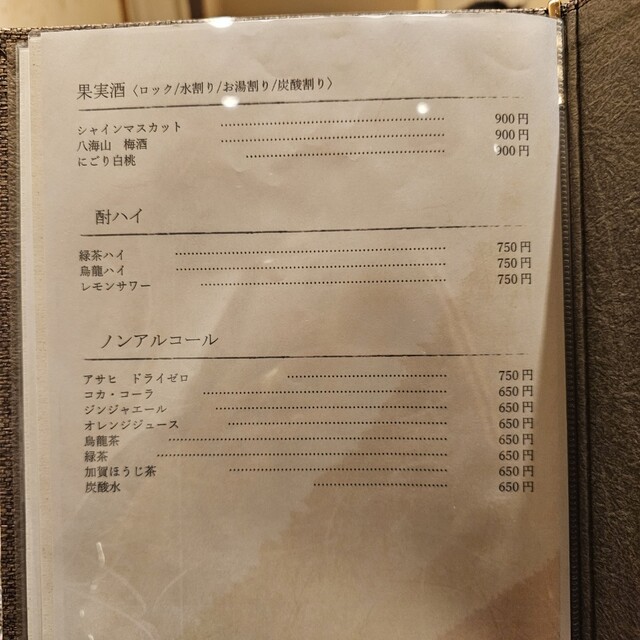 果実酒〈ロック/水割り/お湯割り/炭酸割り〉
シャインマスカット 900円
八海山 梅酒 900円
にごり白桃 900円
酎ハイ
緑茶ハイ 750円
烏龍ハイ 750円
レモンサワー 750円
ノンアルコール
アサヒ ドライゼロ 750円
コカ・コーラ 650円
ジンジャエール 650円
オレンジジュース 650円
烏龍茶 650円
緑茶 650円
加賀ほうじ茶 650円
炭酸水 650円